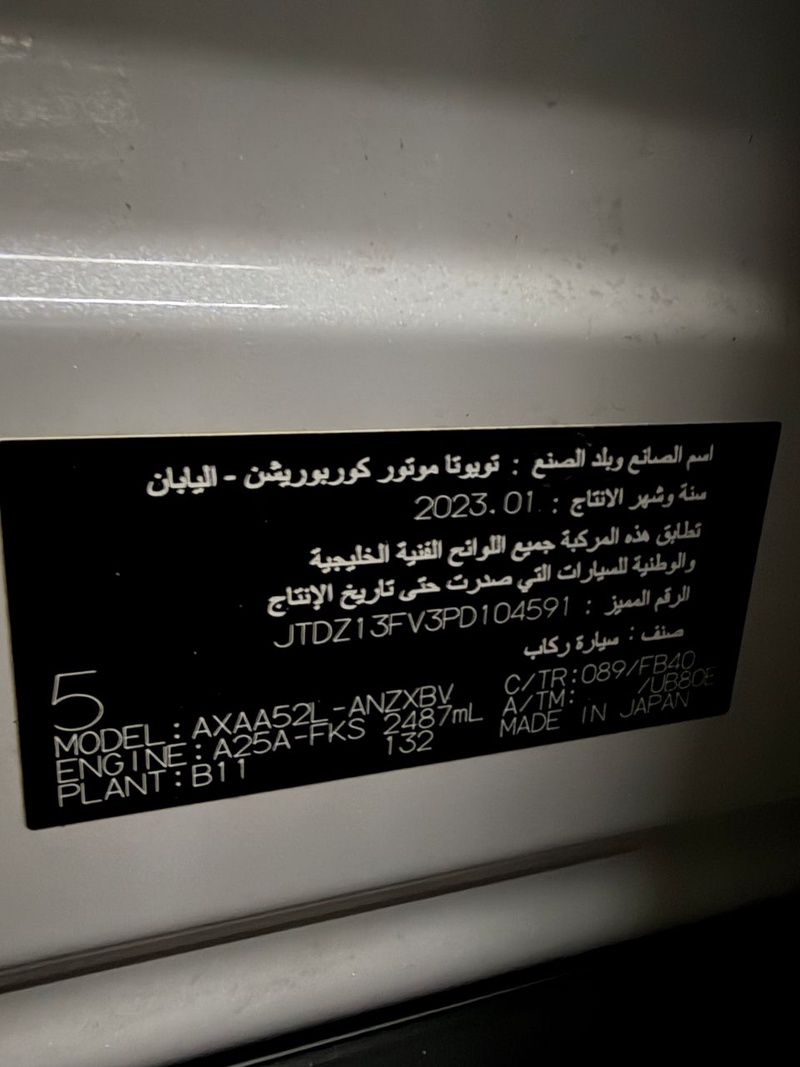 اسم الصانع وبلد الصنع : تويوتا موتور كوربوريشن - اليابان
سنة وشهر الانتاج : 2023.01
تطابق هذه المركبة جميع اللوائح الفنية الخليجية
والوطنية للسيارات التي صدرت حتى تاريخ الإنتاج
الرقم المميز : JTDZ13FV3PD104591
صنف : سيارة ركاب
5
MODEL : AXAA52L-ANZXBV C/TR : 089/FB40
ENGINE : A25A-FKS 2487mL A/TM : /UB80E
PLANT : B11 132 MADE IN JAPAN